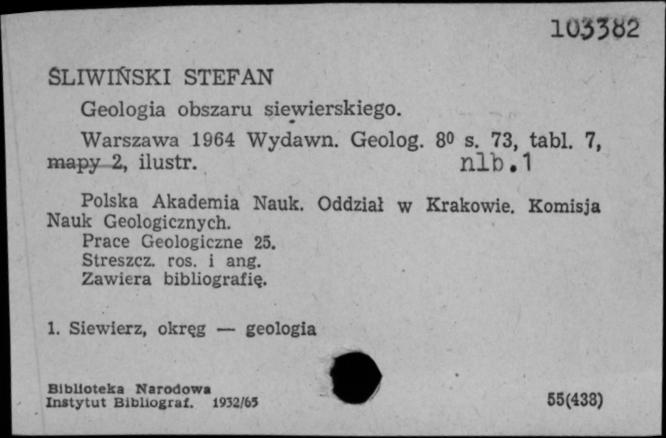 103382
ŚLIWIŃSKI STEFAN
Geologia obszaru siewierskiego.
Warszawa 1964 Wydawn. Geolog. 8⁰ s. 73, tabl. 7,
mapy 2, ilustr. nlb.1
Polska Akademia Nauk. Oddział w Krakowie. Komisja
Nauk Geologicznych.
Prace Geologiczne 25.
Streszcz. ros. i ang.
Zawiera bibliografię.
1. Siewierz, okręg — geologia
Biblioteka Narodowa
Instytut Bibliograf. 1932/65
55(438)